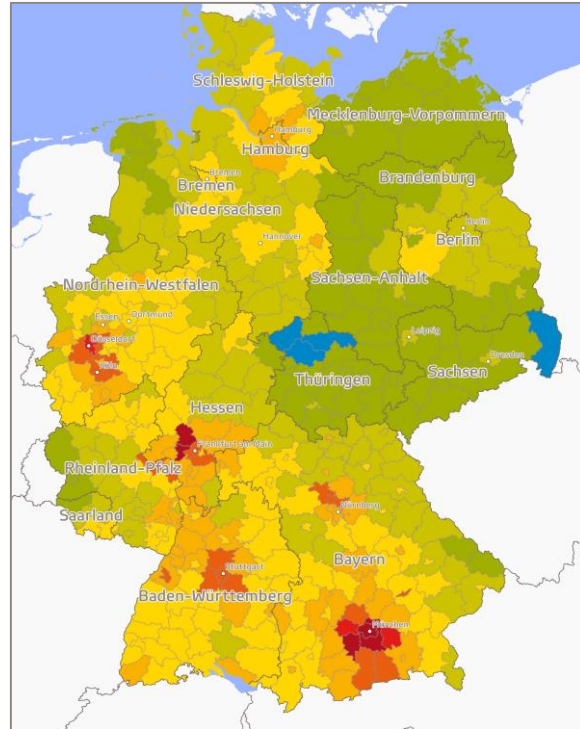 Schleswig-Holstein
Mecklenburg-Vorpommern
Hamburg
Hamburg
Bremen
Bremen
Brandenburg
Niedersachsen
Berlin
Berlin
Hannover
Sachsen-Anhalt
Nordrhein-Westfalen
Essen
Dortmund
Düsseldorf
Köln
Leipzig
Dresden
Thüringen
Sachsen
Hessen
Frankfurt am Main
Rheinland-Pfalz
Saarland
Nürnberg
Bayern
Stuttgart
Baden-Württemberg
München